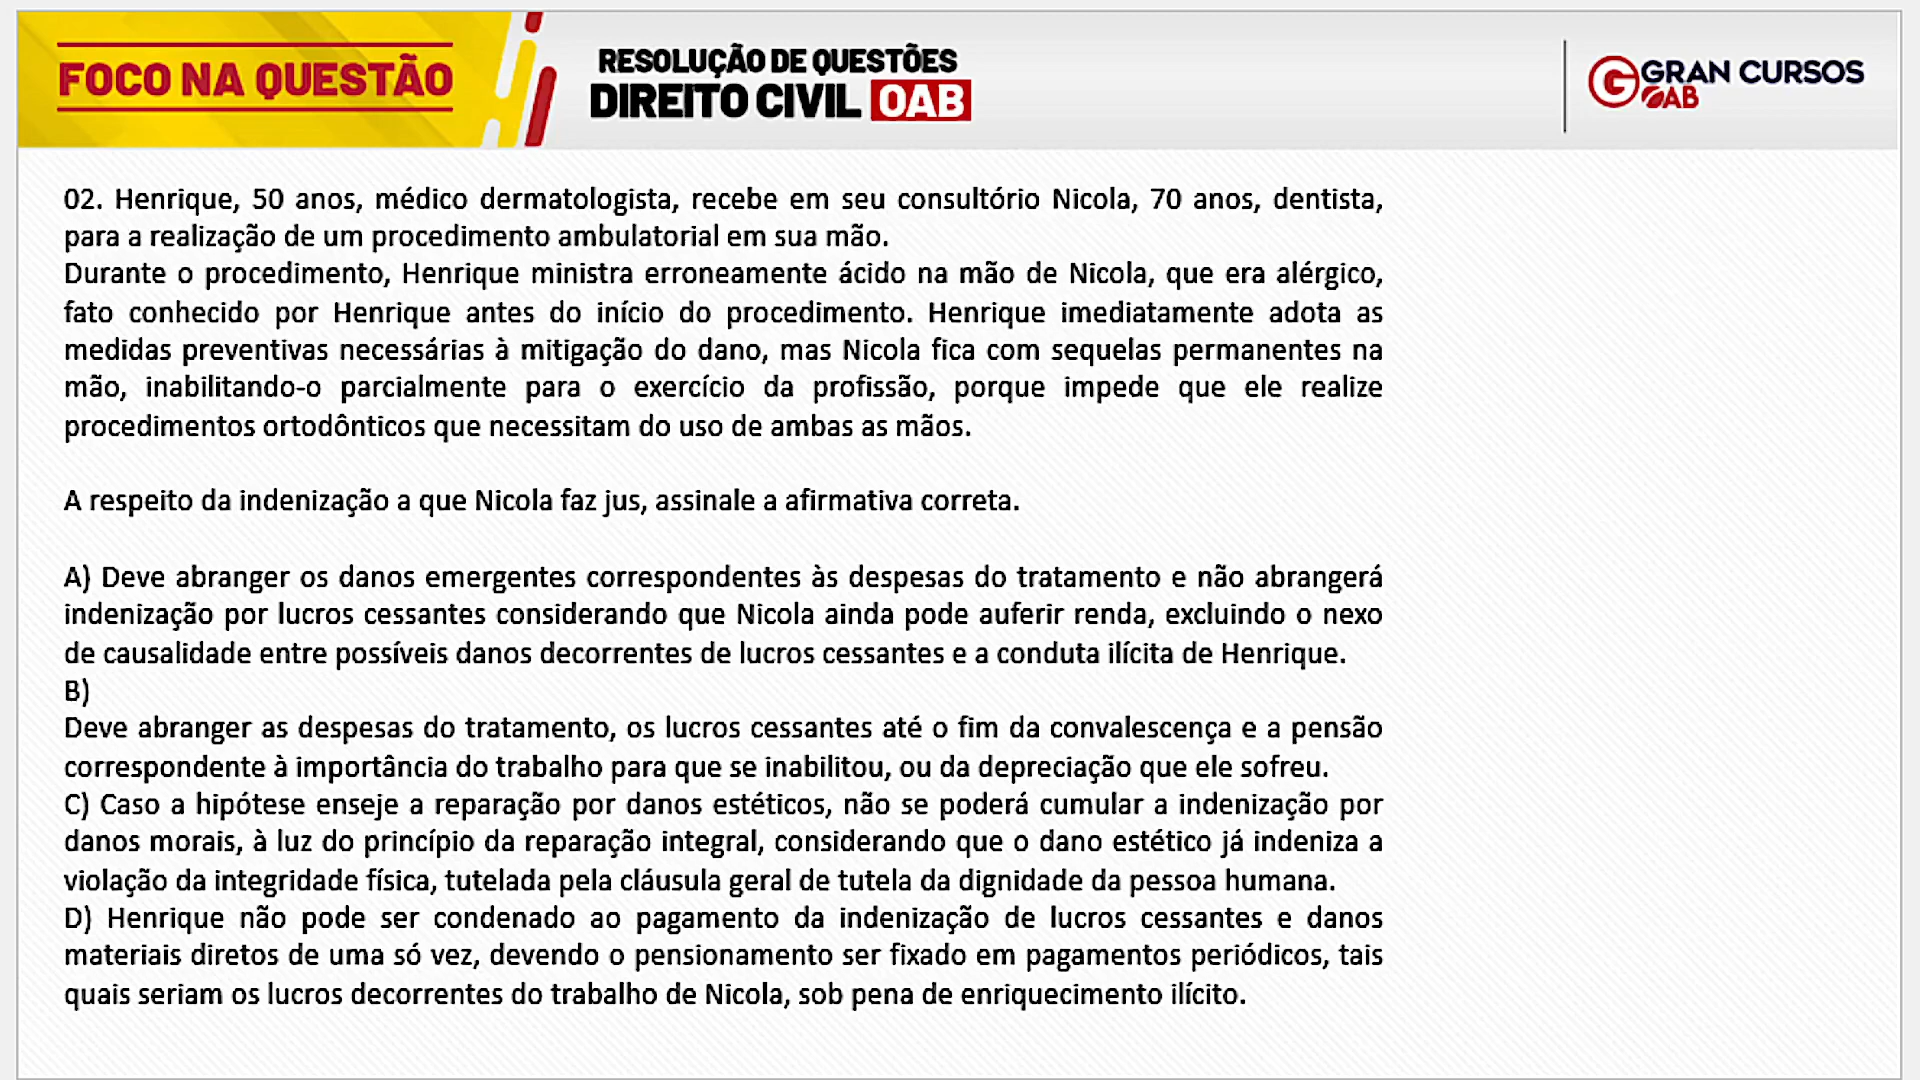 FOCO NA QUESTÃO
RESOLUÇÃO DE QUESTÕES
DIREITO CIVIL OAB
GRAN CURSOS
OAB
02. Henrique, 50 anos, médico dermatologista, recebe em seu consultório Nicola, 70 anos, dentista,
para a realização de um procedimento ambulatorial em sua mão.
Durante o procedimento, Henrique ministra erroneamente ácido na mão de Nicola, que era alérgico,
fato conhecido por Henrique antes do início do procedimento. Henrique imediatamente adota as
medidas preventivas necessárias à mitigação do dano, mas Nicola fica com sequelas permanentes na
mão, inabilitando-o parcialmente para o exercício da profissão, porque impede que ele realize
procedimentos ortodônticos que necessitam do uso de ambas as mãos.
A respeito da indenização a que Nicola faz jus, assinale a afirmativa correta.
A) Deve abranger os danos emergentes correspondentes às despesas do tratamento e não abrangerá
indenização por lucros cessantes considerando que Nicola ainda pode auferir renda, excluindo o nexo
de causalidade entre possíveis danos decorrentes de lucros cessantes e a conduta ilícita de Henrique.
B)
Deve abranger as despesas do tratamento, os lucros cessantes até o fim da convalescença e a pensão
correspondente à importância do trabalho para que se inabilitou, ou da depreciação que ele sofreu.
C) Caso a hipótese enseje a reparação por danos estéticos, não se poderá cumular a indenização por
danos morais, à luz do princípio da reparação integral, considerando que o dano estético já indeniza a
violação da integridade física, tutelada pela cláusula geral de tutela da dignidade da pessoa humana.
D) Henrique não pode ser condenado ao pagamento da indenização de lucros cessantes e danos
materiais diretos de uma só vez, devendo o pensionamento ser fixado em pagamentos periódicos, tais
quais seriam os lucros decorrentes do trabalho de Nicola, sob pena de enriquecimento ilícito.